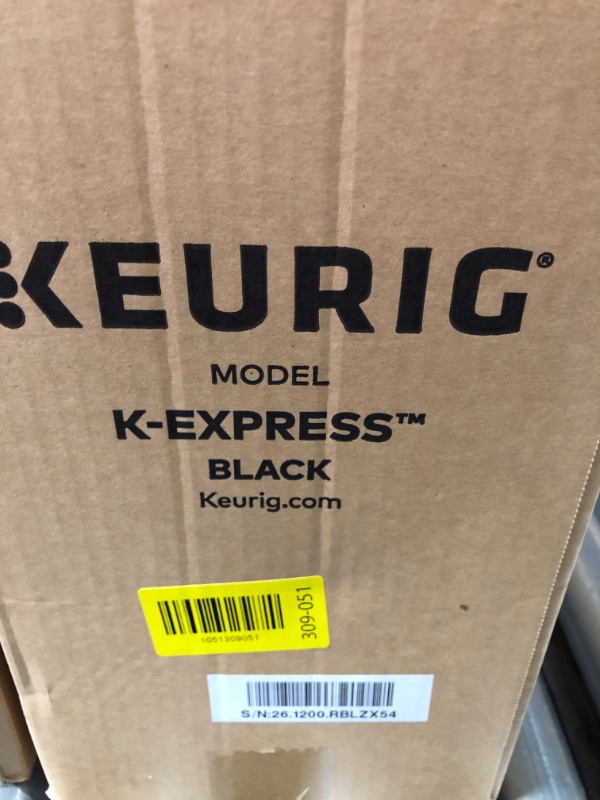 KEURIG®
MODEL
K-EXPRESS™
BLACK
Keurig.com
309-051
1051309051
S/N:26.1200.RBLZX54